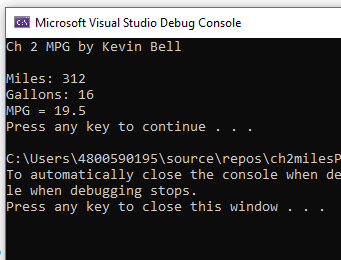 Microsoft Visual Studio Debug Console
Ch 2 MPG by Kevin Bell
Miles: 312
Gallons: 16
MPG = 19.5
Press any key to continue . . .
C:\Users\4800590195\source\repos\ch2milesP
To automatically close the console when de
le when debugging stops.
Press any key to close this window . . .